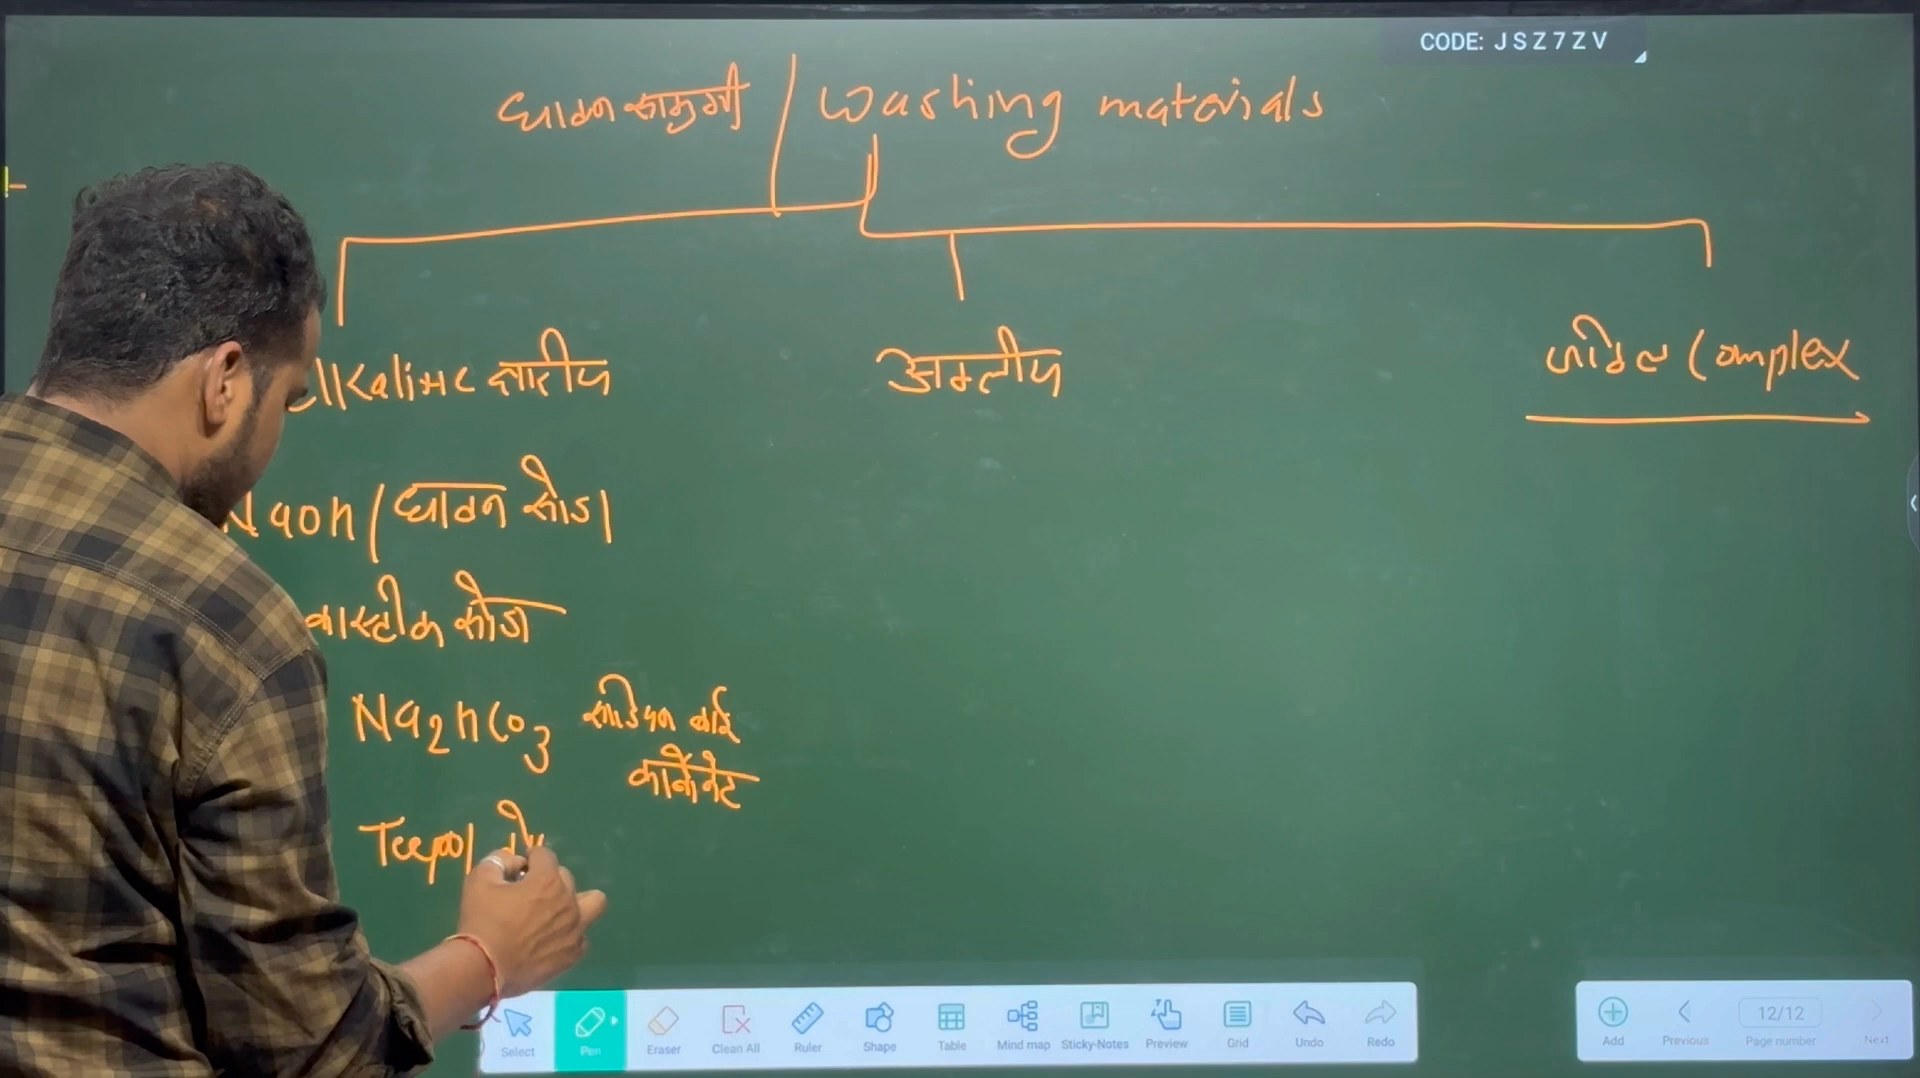 CODE: JSZ7ZV
धावन सामग्री / washing materials
lkaline क्षारीय
अम्लीय
जटिल Complex
NaOH / धावन सोडा
कास्टीक सोडा
Na2HCO3 सोडियम बाई
कार्बोनेट
Teepol
Select Pen Eraser Clean All Ruler Shape Table Mind map Sticky-Notes Preview Grid Undo Redo
Add Previous 12/12 Page number Next